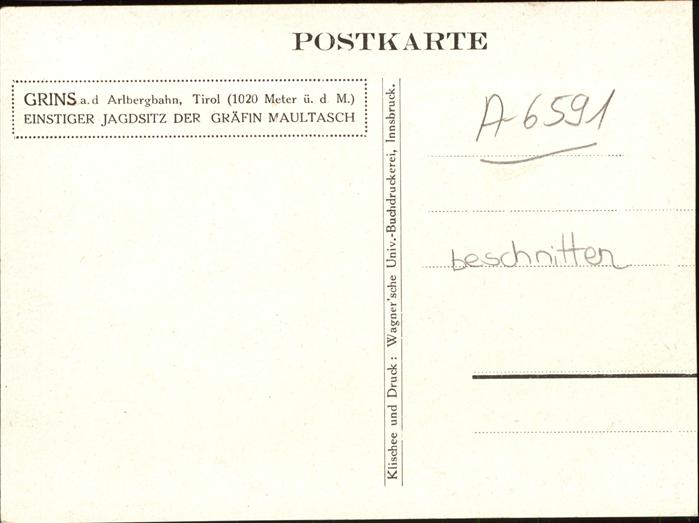 POSTKARTE
GRINS a. d Arlbergbahn, Tirol (1020 Meter ü. d M.)
EINSTIGER JAGDSITZ DER GRÄFIN MAULTASCH
Klischee und Druck: Wagner'sche Univ.-Buchdruckerei, Innsbruck.
A-6591
beschnitten